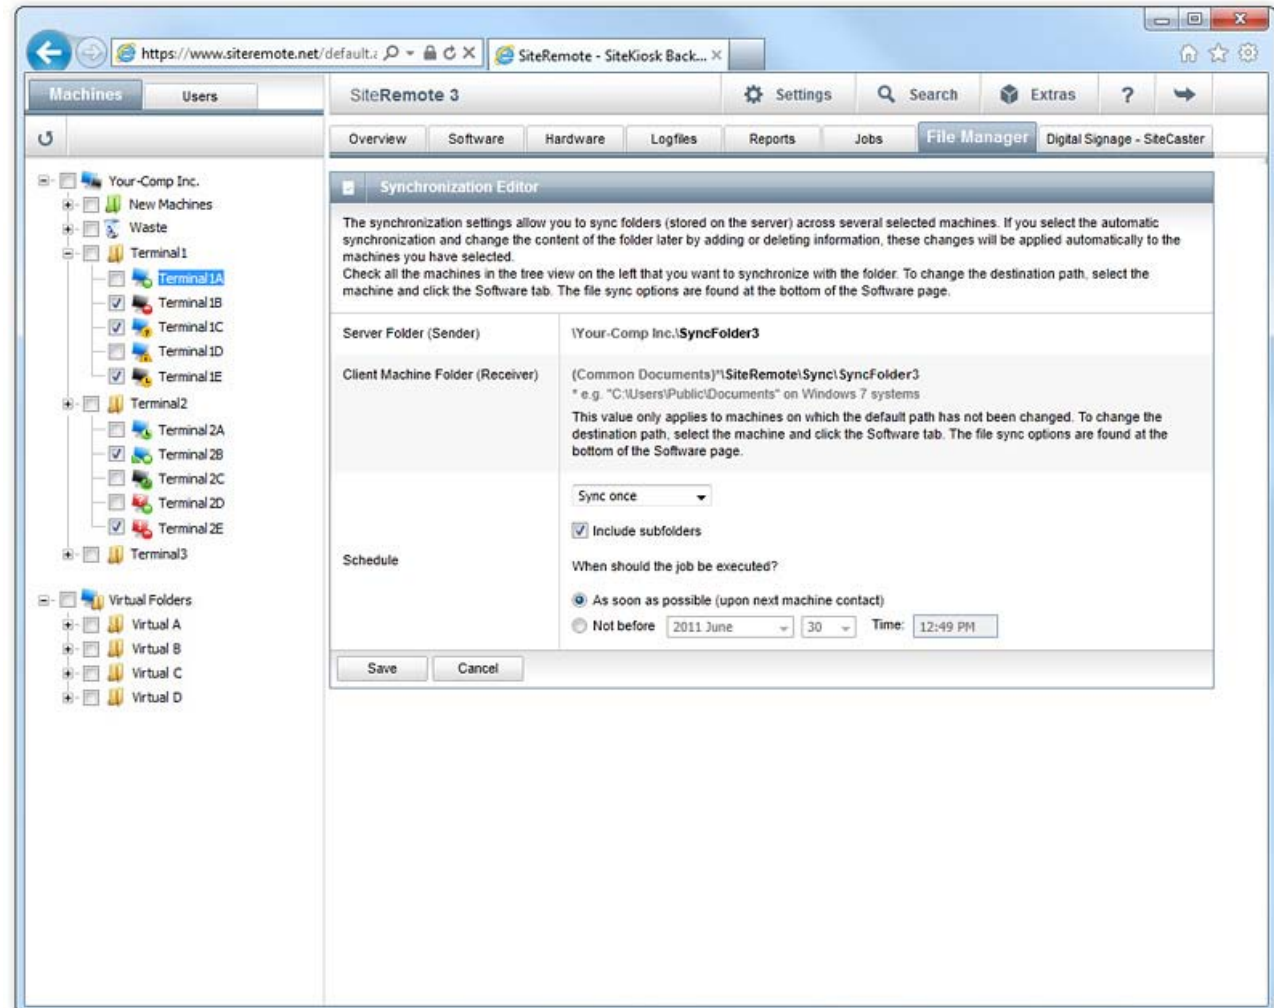 https://www.siteremote.net/default.a
SiteRemote - SiteKiosk Back...
Machines
Users
SiteRemote 3
Settings
Search
Extras
?
Overview
Software
Hardware
Logfiles
Reports
Jobs
File Manager
Digital Signage - SiteCaster
Your-Comp Inc.
New Machines
Waste
Terminal1
Terminal1A
Terminal1B
Terminal1C
Terminal1D
Terminal1E
Terminal2
Terminal 2A
Terminal 2B
Terminal 2C
Terminal 2D
Terminal 2E
Terminal3
Virtual Folders
Virtual A
Virtual B
Virtual C
Virtual D
Synchronization Editor
The synchronization settings allow you to sync folders (stored on the server) across several selected machines. If you select the automatic
synchronization and change the content of the folder later by adding or deleting information, these changes will be applied automatically to the
machines you have selected.
Check all the machines in the tree view on the left that you want to synchronize with the folder. To change the destination path, select the
machine and click the Software tab. The file sync options are found at the bottom of the Software page.
Server Folder (Sender)
\Your-Comp Inc.\SyncFolder3
Client Machine Folder (Receiver)
(Common Documents)*\SiteRemote\Sync\SyncFolder3
* e.g. "C:\Users\Public\Documents" on Windows 7 systems
This value only applies to machines on which the default path has not been changed. To change the
destination path, select the machine and click the Software tab. The file sync options are found at the
bottom of the Software page.
Schedule
Sync once
Include subfolders
When should the job be executed?
As soon as possible (upon next machine contact)
Not before 2011 June 30 Time: 12:49 PM
Save
Cancel